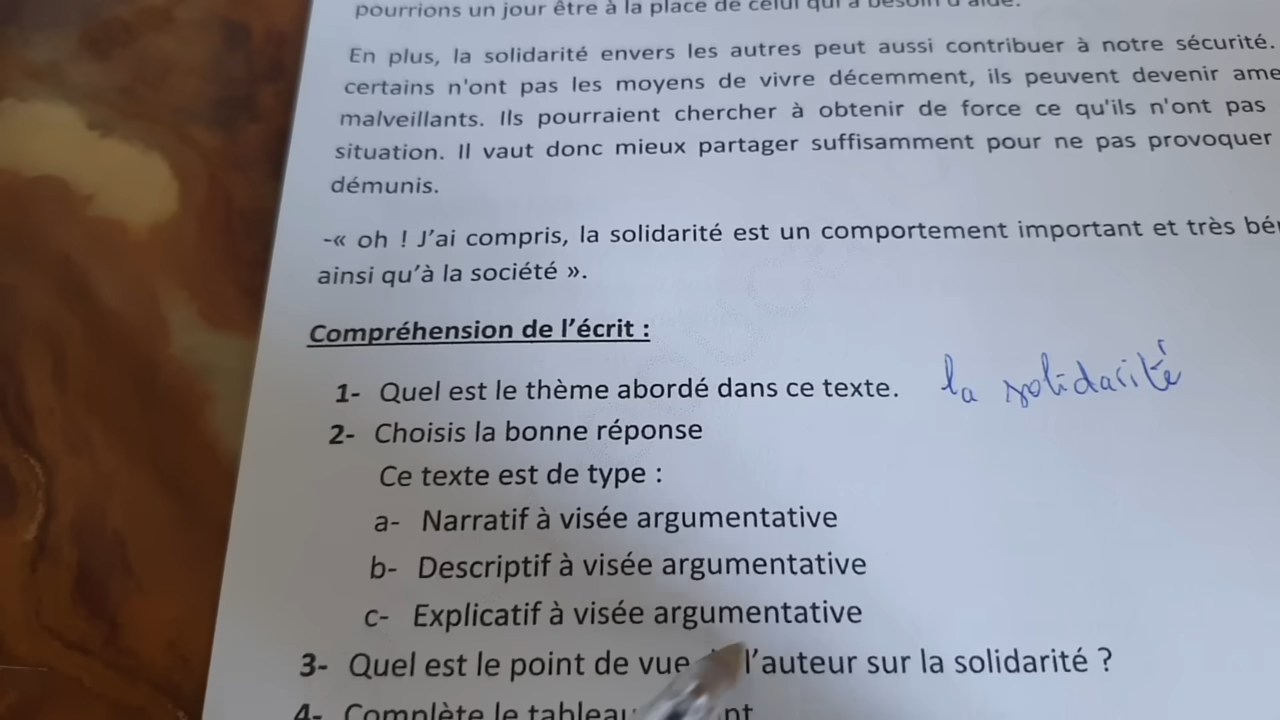 pourrions un jour être à la place de celui qui a besoin d'aide.
En plus, la solidarité envers les autres peut aussi contribuer à notre sécurité.
certains n'ont pas les moyens de vivre décemment, ils peuvent devenir ame
malveillants. Ils pourraient chercher à obtenir de force ce qu'ils n'ont pas
situation. Il vaut donc mieux partager suffisamment pour ne pas provoquer
démunis.
-« oh ! J'ai compris, la solidarité est un comportement important et très bé
ainsi qu'à la société ».
Compréhension de l'écrit :
1- Quel est le thème abordé dans ce texte. la solidarité
2- Choisis la bonne réponse
Ce texte est de type :
a- Narratif à visée argumentative
b- Descriptif à visée argumentative
c- Explicatif à visée argumentative
3- Quel est le point de vue l'auteur sur la solidarité ?
4- Complète le tableau